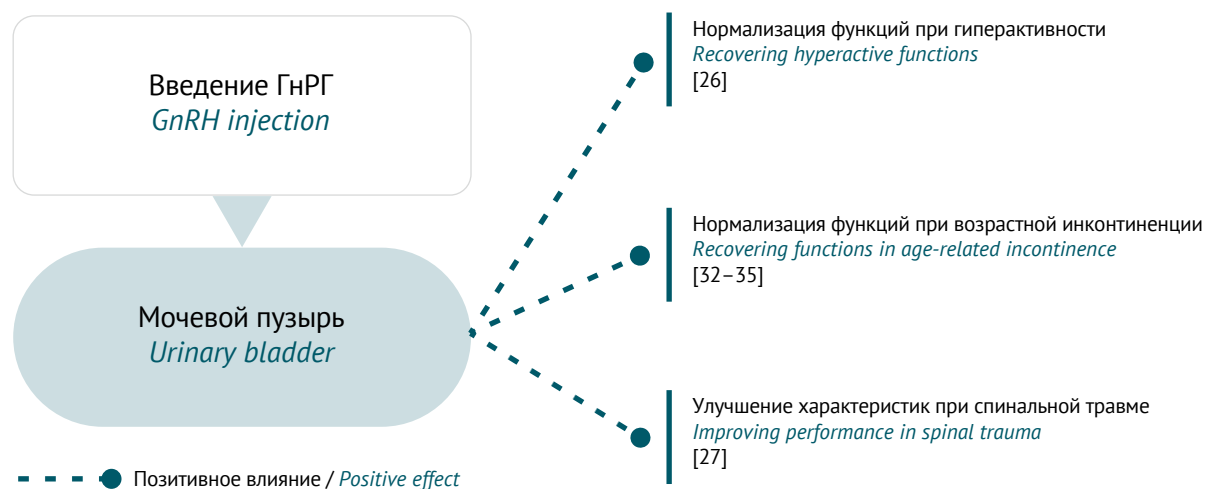 Введение ГнРГ
GnRH injection
Мочевой пузырь
Urinary bladder
Нормализация функций при гиперактивности
Recovering hyperactive functions
[26]
Нормализация функций при возрастной инконтиненции
Recovering functions in age-related incontinence
[32–35]
Улучшение характеристик при спинальной травме
Improving performance in spinal trauma
[27]
Позитивное влияние / Positive effect